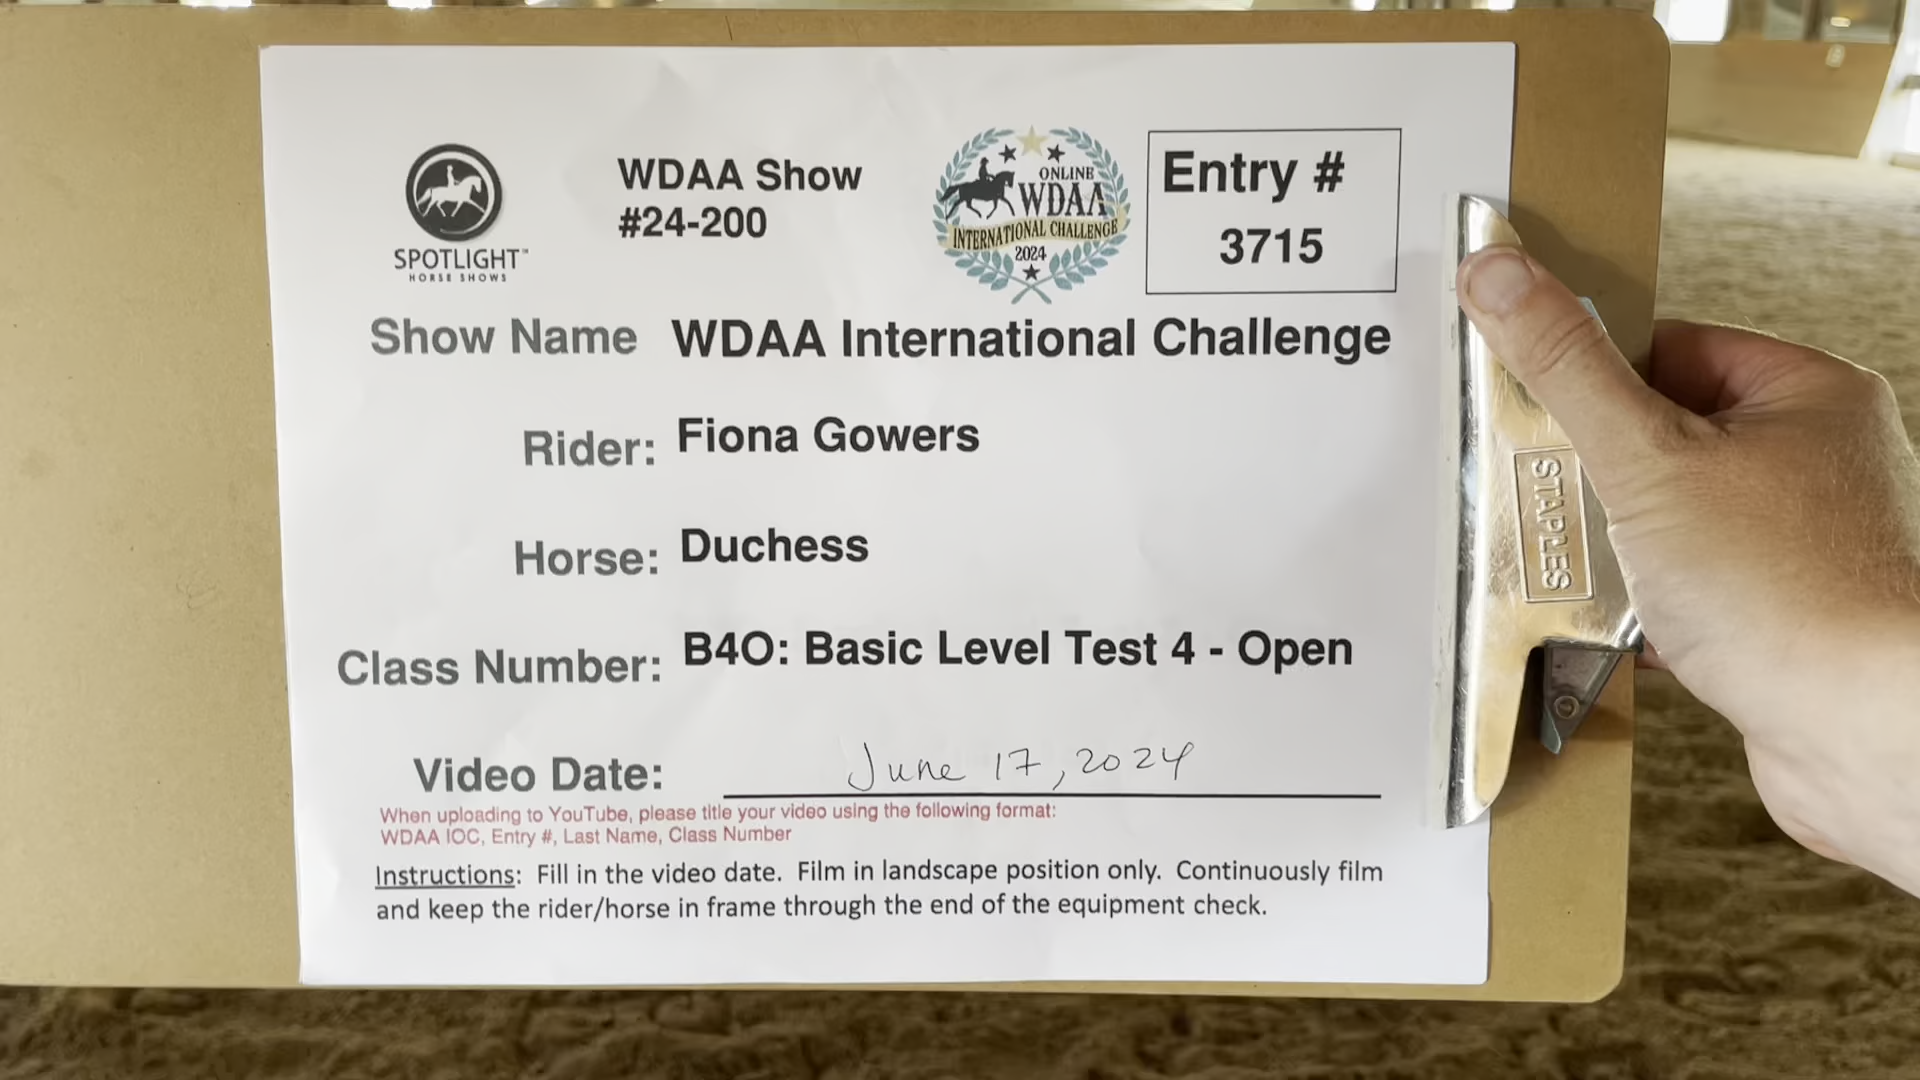 SPOTLIGHT™
HORSE SHOWS
WDAA Show
#24-200
ONLINE
WDAA
INTERNATIONAL CHALLENGE
2024
Entry #
3715
Show Name WDAA International Challenge
Rider: Fiona Gowers
Horse: Duchess
Class Number: B4O: Basic Level Test 4 - Open
Video Date: June 17, 2024
When uploading to YouTube, please title your video using the following format:
WDAA IOC, Entry #, Last Name, Class Number
Instructions: Fill in the video date. Film in landscape position only. Continuously film
and keep the rider/horse in frame through the end of the equipment check.
STAPLES